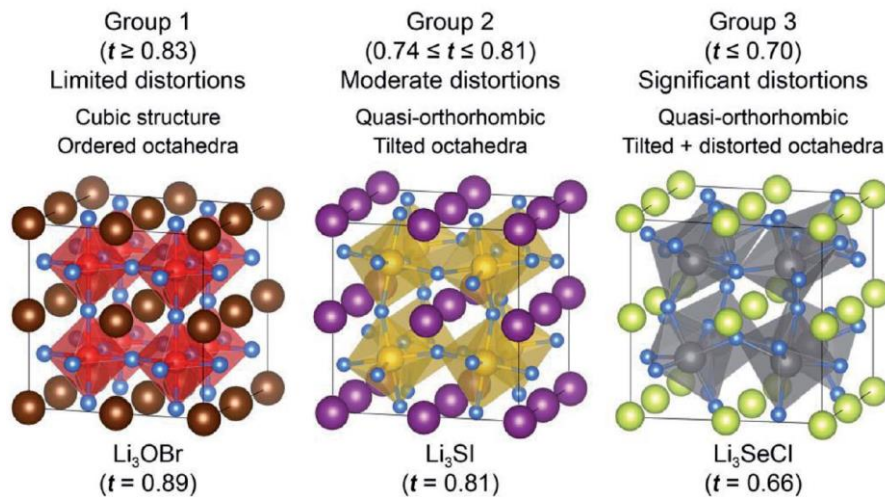 Group 1
(t ≥ 0.83)
Limited distortions
Cubic structure
Ordered octahedra
Li₃OBr
(t = 0.89)
Group 2
(0.74 ≤ t ≤ 0.81)
Moderate distortions
Quasi-orthorhombic
Tilted octahedra
Li₃SI
(t = 0.81)
Group 3
(t ≤ 0.70)
Significant distortions
Quasi-orthorhombic
Tilted + distorted octahedra
Li₃SeCl
(t = 0.66)